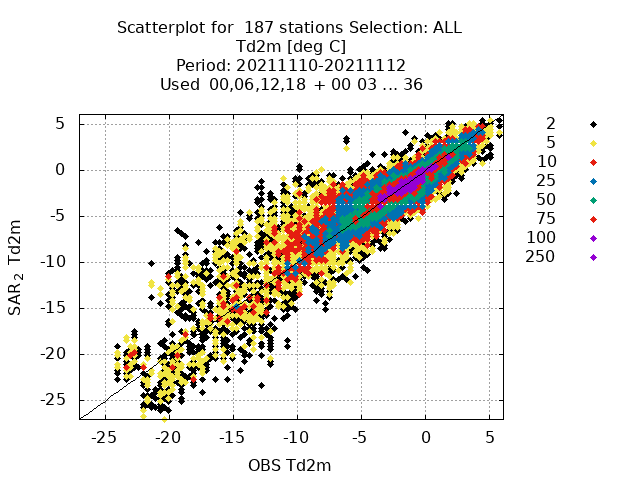 Scatterplot for 187 stations Selection: ALL
Td2m [deg C]
Period: 20211110-20211112
Used 00,06,12,18 + 00 03 ... 36
5
0
-5
-10
-15
-20
-25
SAR 2 Td2m
-25 -20 -15 -10 -5 0 5
OBS Td2m
2
5
10
25
50
75
100
250